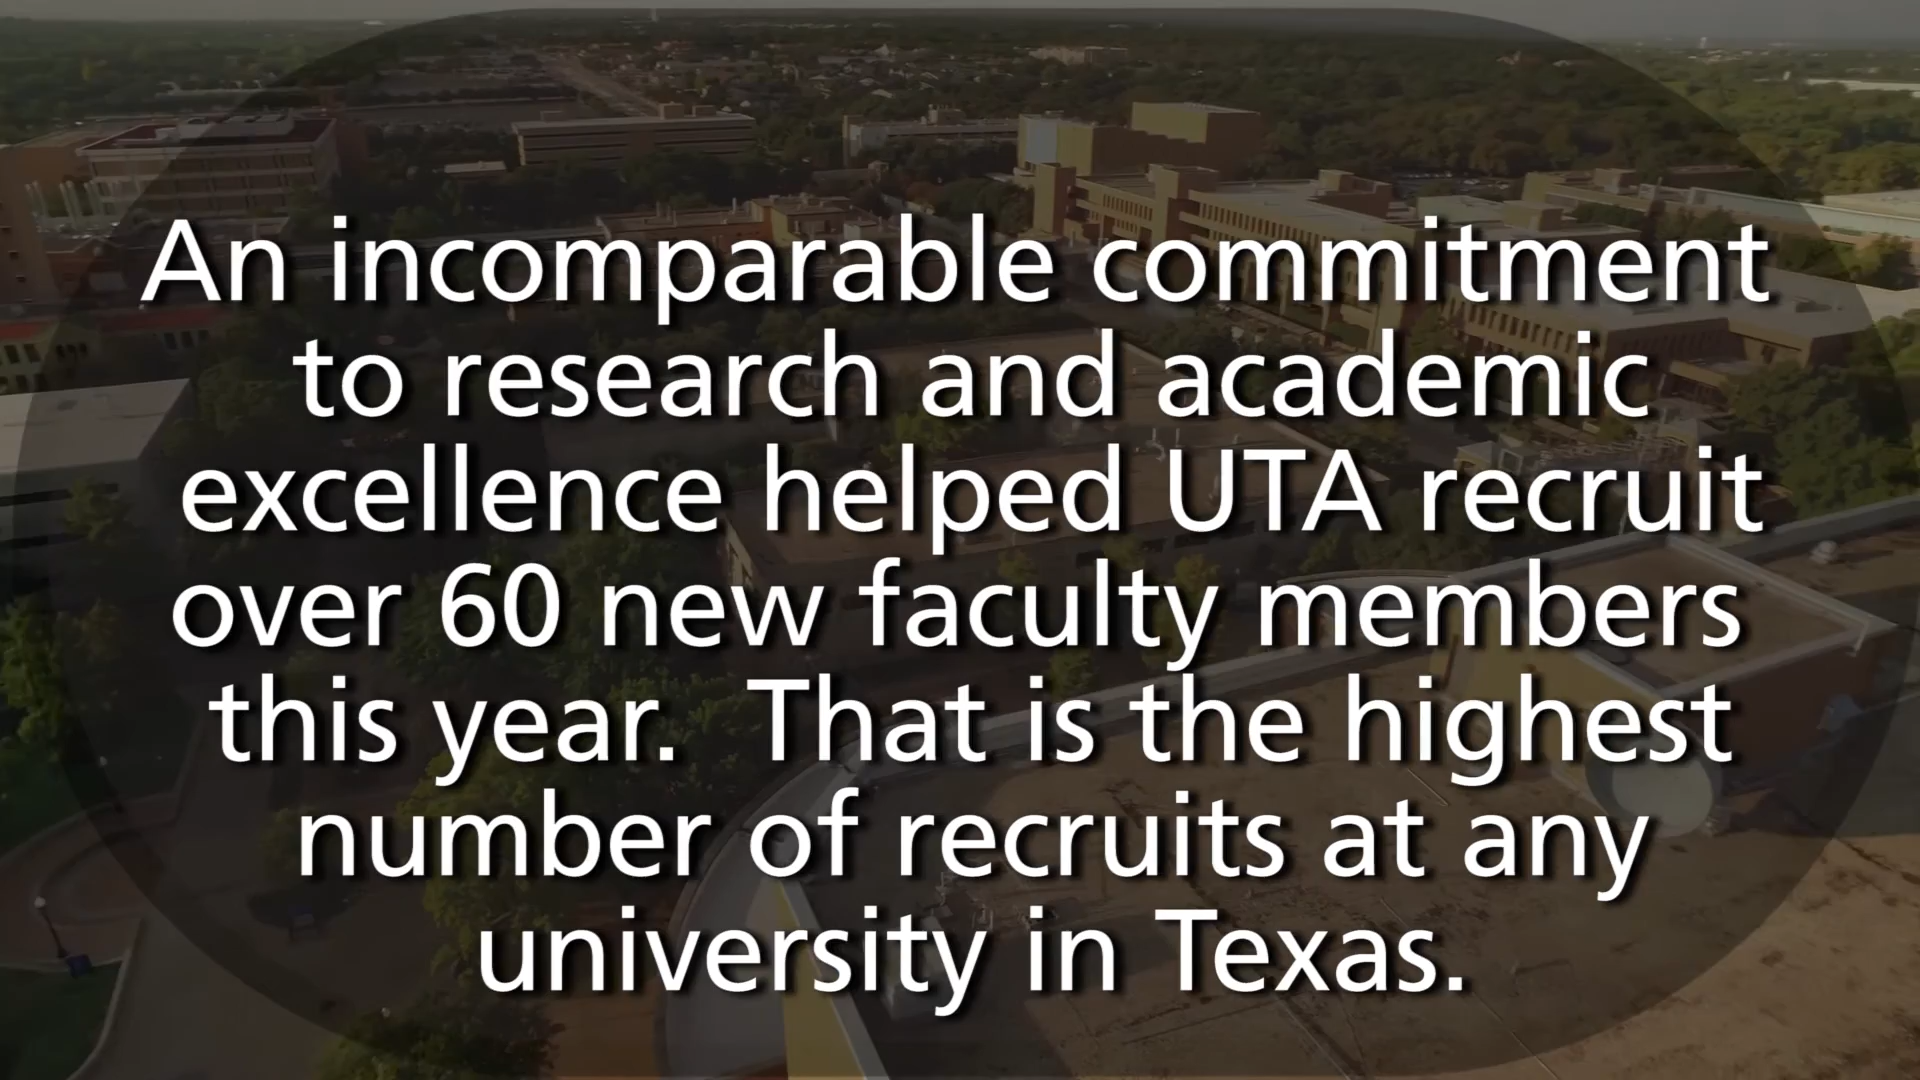 An incomparable commitment
to research and academic
excellence helped UTA recruit
over 60 new faculty members
this year.  That is the highest
number of recruits at any
university in Texas.